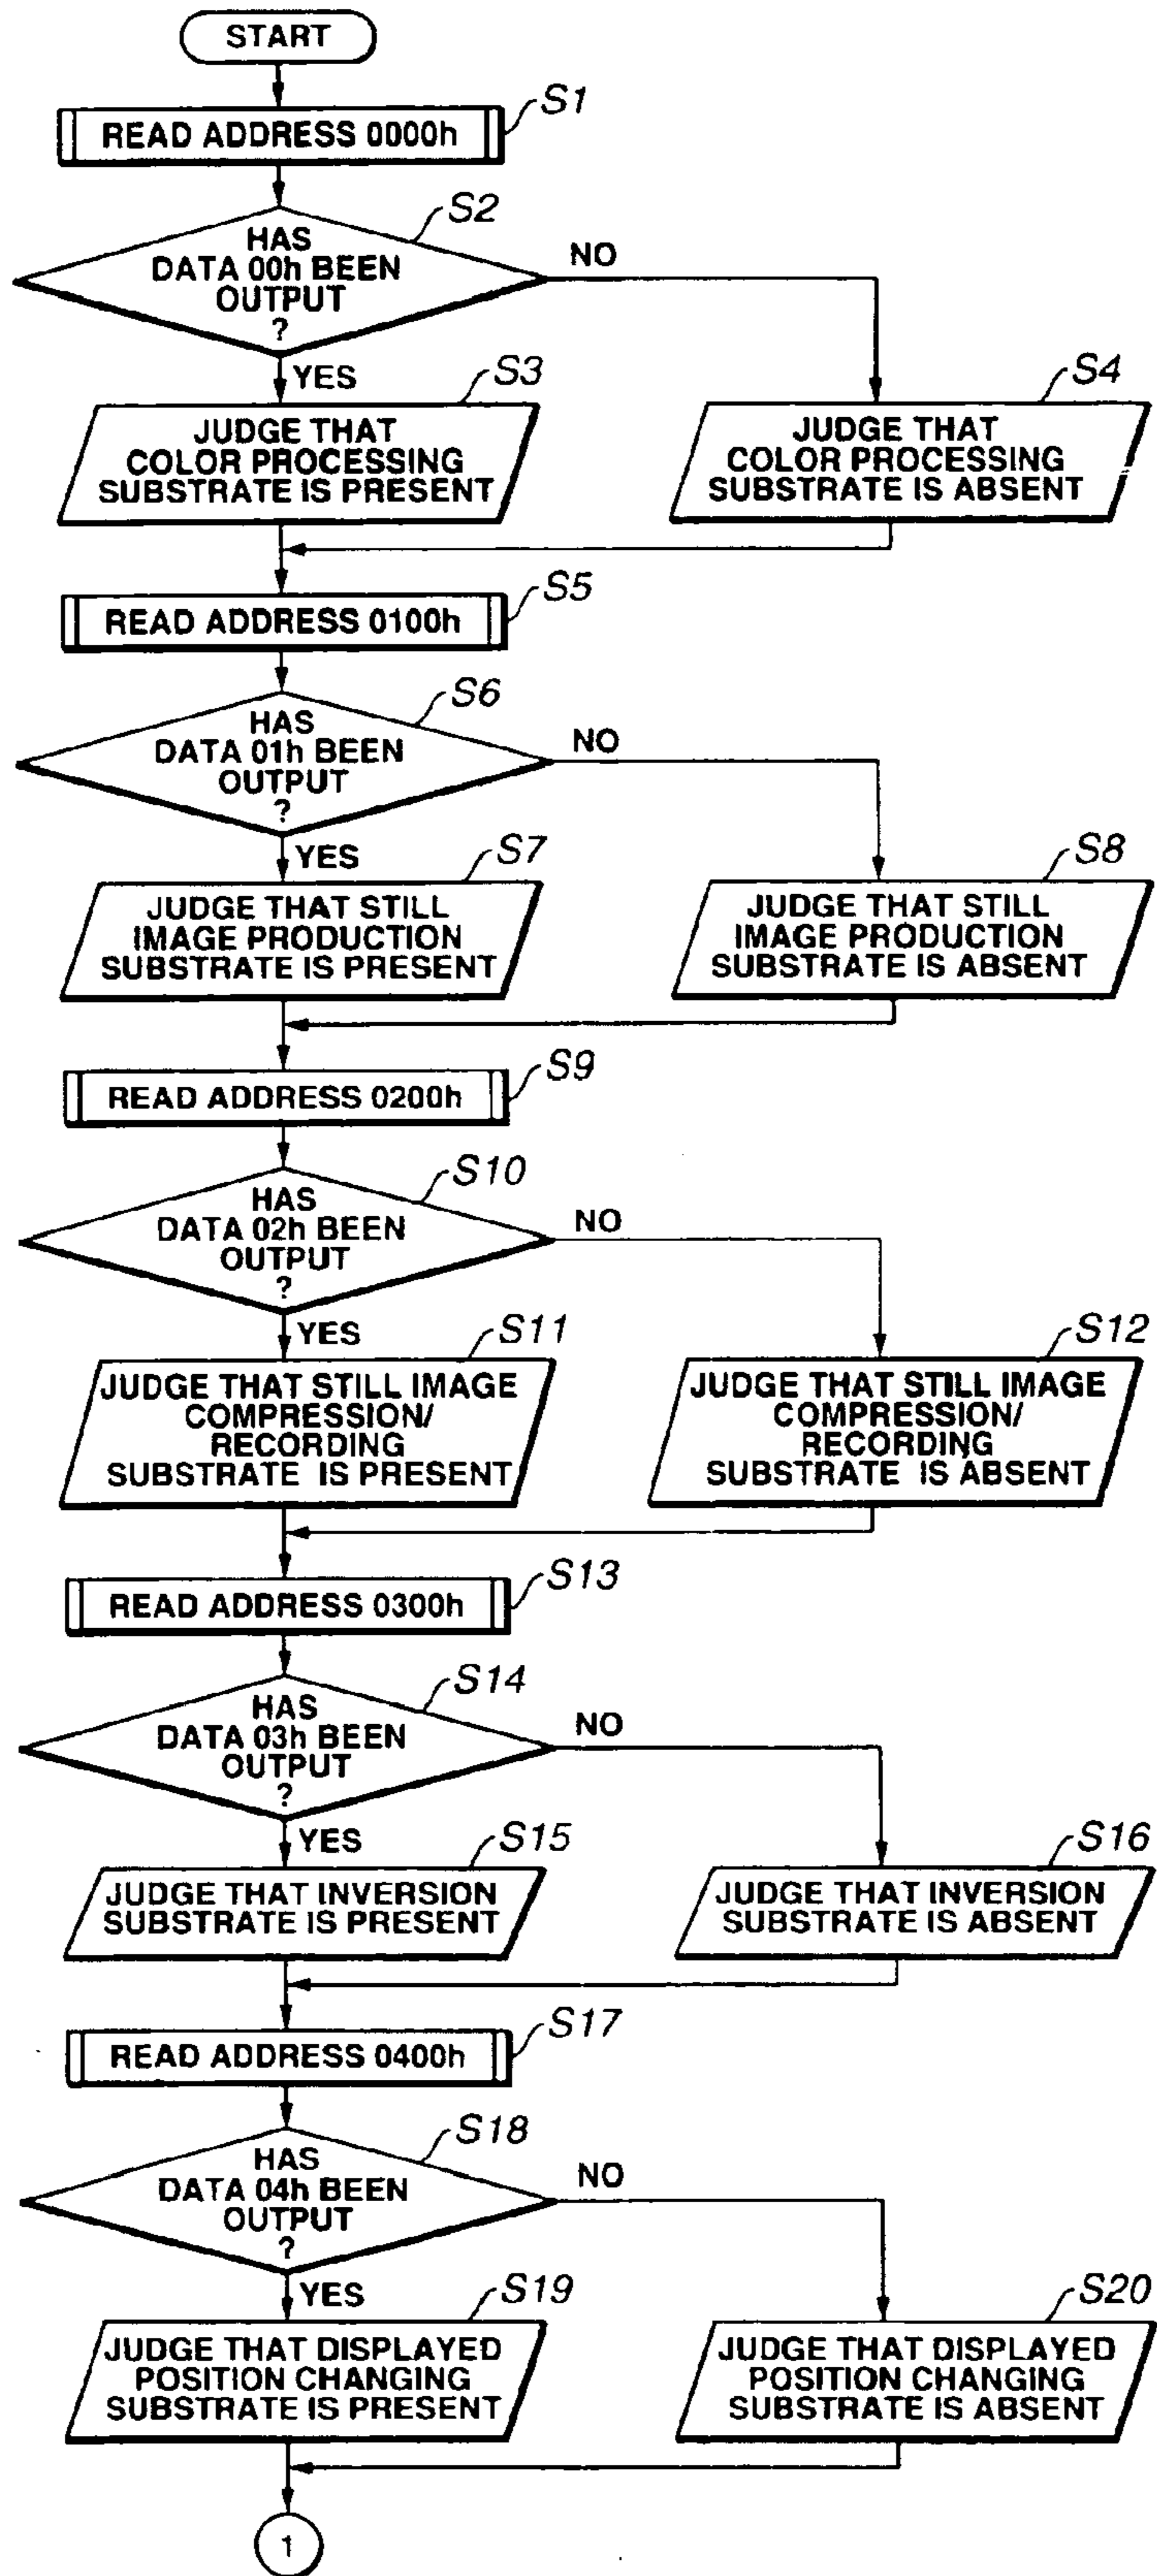 START
READ ADDRESS 0000h
S1
HAS
DATA 00h BEEN
OUTPUT
?
S2
NO
YES
JUDGE THAT
COLOR PROCESSING
SUBSTRATE IS PRESENT
S3
JUDGE THAT
COLOR PROCESSING
SUBSTRATE IS ABSENT
S4
READ ADDRESS 0100h
S5
HAS
DATA 01h BEEN
OUTPUT
?
S6
NO
YES
JUDGE THAT STILL
IMAGE PRODUCTION
SUBSTRATE IS PRESENT
S7
JUDGE THAT STILL
IMAGE PRODUCTION
SUBSTRATE IS ABSENT
S8
READ ADDRESS 0200h
S9
HAS
DATA 02h BEEN
OUTPUT
?
S10
NO
YES
JUDGE THAT STILL IMAGE
COMPRESSION/
RECORDING
SUBSTRATE IS PRESENT
S11
JUDGE THAT STILL IMAGE
COMPRESSION/
RECORDING
SUBSTRATE IS ABSENT
S12
READ ADDRESS 0300h
S13
HAS
DATA 03h BEEN
OUTPUT
?
S14
NO
YES
JUDGE THAT INVERSION
SUBSTRATE IS PRESENT
S15
JUDGE THAT INVERSION
SUBSTRATE IS ABSENT
S16
READ ADDRESS 0400h
S17
HAS
DATA 04h BEEN
OUTPUT
?
S18
NO
YES
JUDGE THAT DISPLAYED
POSITION CHANGING
SUBSTRATE IS PRESENT
S19
JUDGE THAT DISPLAYED
POSITION CHANGING
SUBSTRATE IS ABSENT
S20
1